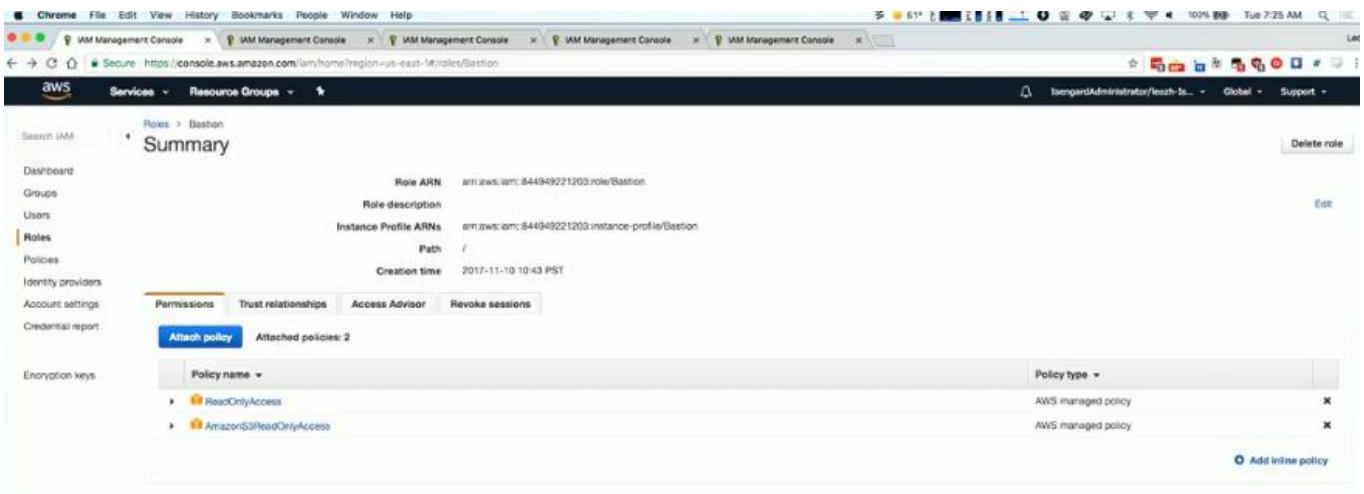 Chrome File Edit View History Bookmarks People Window Help
61° 100% Tue 7:25 AM
IAM Management Console IAM Management Console IAM Management Console IAM Management Console IAM Management Console
Secure https://console.aws.amazon.com/iam/home?region=us-east-1#/roles/Bastion
aws Services Resource Groups IsengardAdministrator/leozh-Is... Global Support
Search IAM
Roles > Bastion
Summary
Delete role
Dashboard
Groups
Users
Roles
Policies
Identity providers
Account settings
Credential report
Encryption keys
Role ARN arn:aws:iam::844949221203:role/Bastion
Role description Edit
Instance Profile ARNs arn:aws:iam::844949221203:instance-profile/Bastion
Path /
Creation time 2017-11-10 10:43 PST
Permissions Trust relationships Access Advisor Revoke sessions
Attach policy Attached policies: 2
Policy name Policy type
ReadOnlyAccess AWS managed policy
AmazonS3ReadOnlyAccess AWS managed policy
Add inline policy